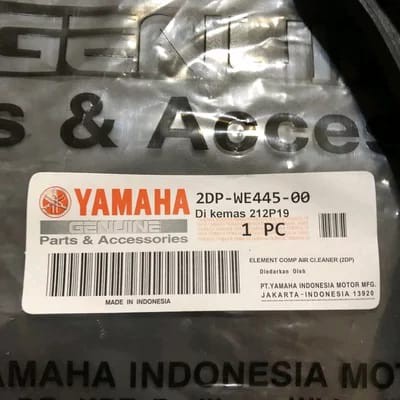 GENUINE
s & Acces
YAMAHA
GENUINE
Parts & Accessories
2DP-WE445-00
Di kemas 212P19
1 PC
MADE IN INDONESIA
ELEMENT COMP AIR CLEANER (2DP)
Diedarkan Oleh
PT.YAMAHA INDONESIA MOTOR MFG.
JAKARTA-INDONESIA 13920
AMAHA INDONESIA MOT